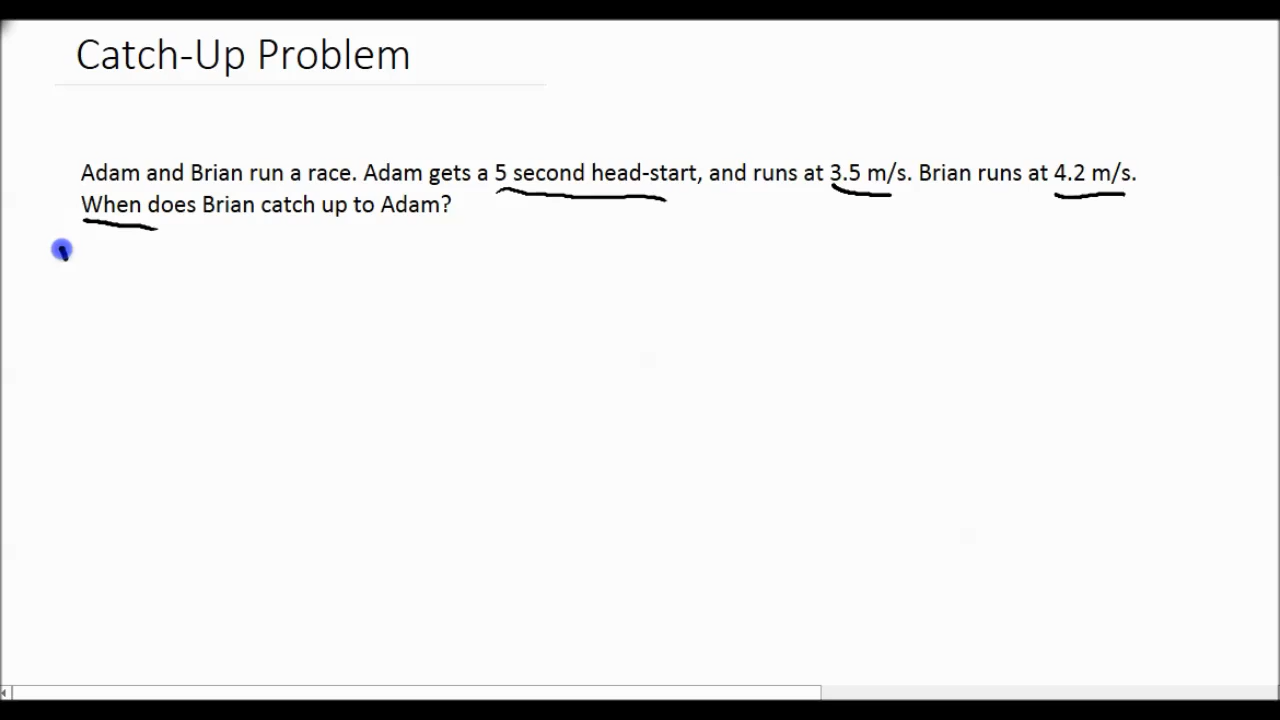 Catch-Up Problem
Adam and Brian run a race. Adam gets a 5 second head-start, and runs at 3.5 m/s. Brian runs at 4.2 m/s.
When does Brian catch up to Adam?